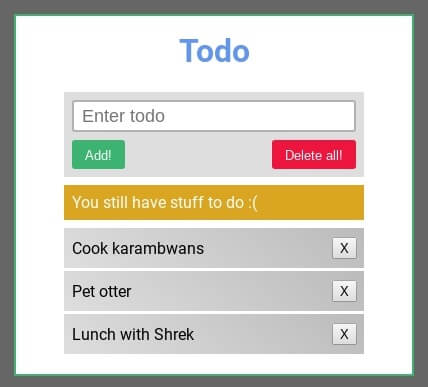 Todo
Enter todo
Add! Delete all!
You still have stuff to do :(
Cook karambwans X
Pet otter X
Lunch with Shrek X